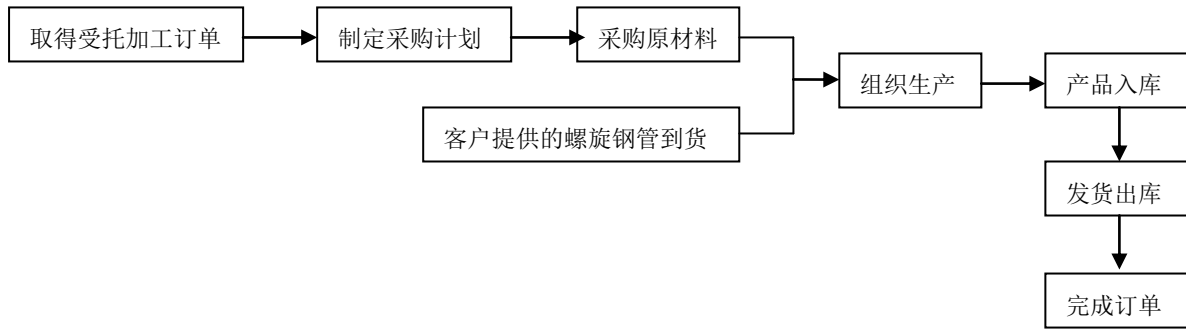 取得受托加工订单
制定采购计划
采购原材料
组织生产
产品入库
客户提供的螺旋钢管到货
发货出库
完成订单